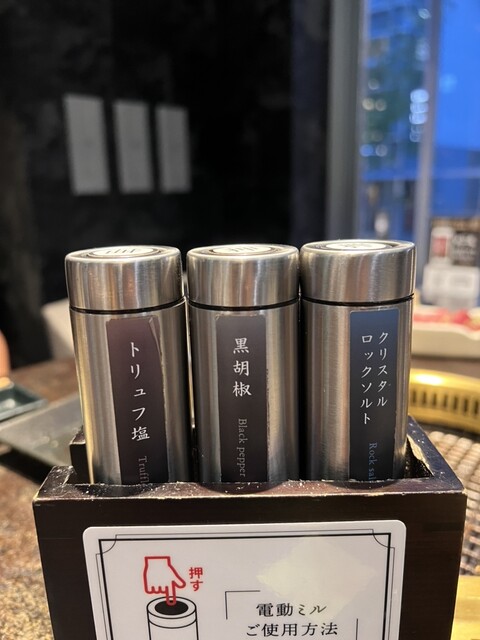 トリュフ塩
黒胡椒
Black pepper
クリスタル
ロックソルト
Rock
押す
電動ミル
ご使用方法